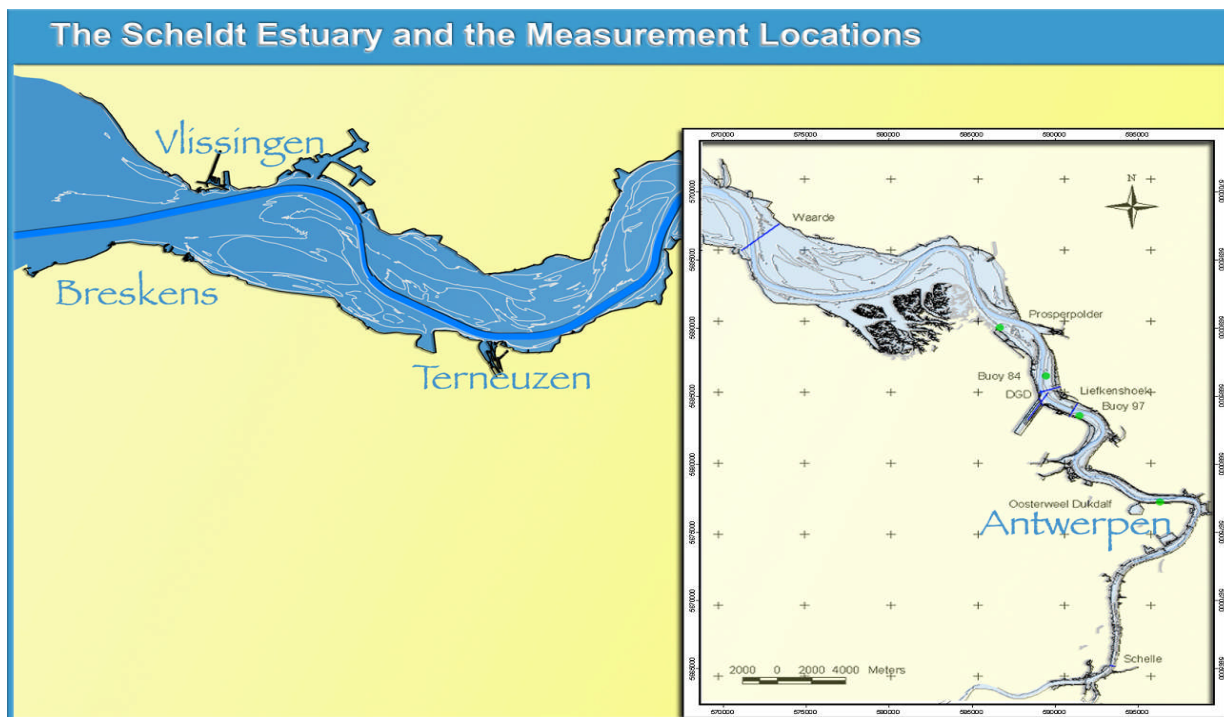 The Scheldt Estuary and the Measurement Locations
Vlissingen
Breskens
Terneuzen
570000 575000 580000 585000 590000 595000
N
Waarde
Prosperpolder
Buoy 84
DGD
Liefkenshoek
Buoy 97
Oosterweel Dukdalf
Antwerpen
Schelle
2000 0 2000 4000 Meters
570000 575000 580000 585000 590000 595000